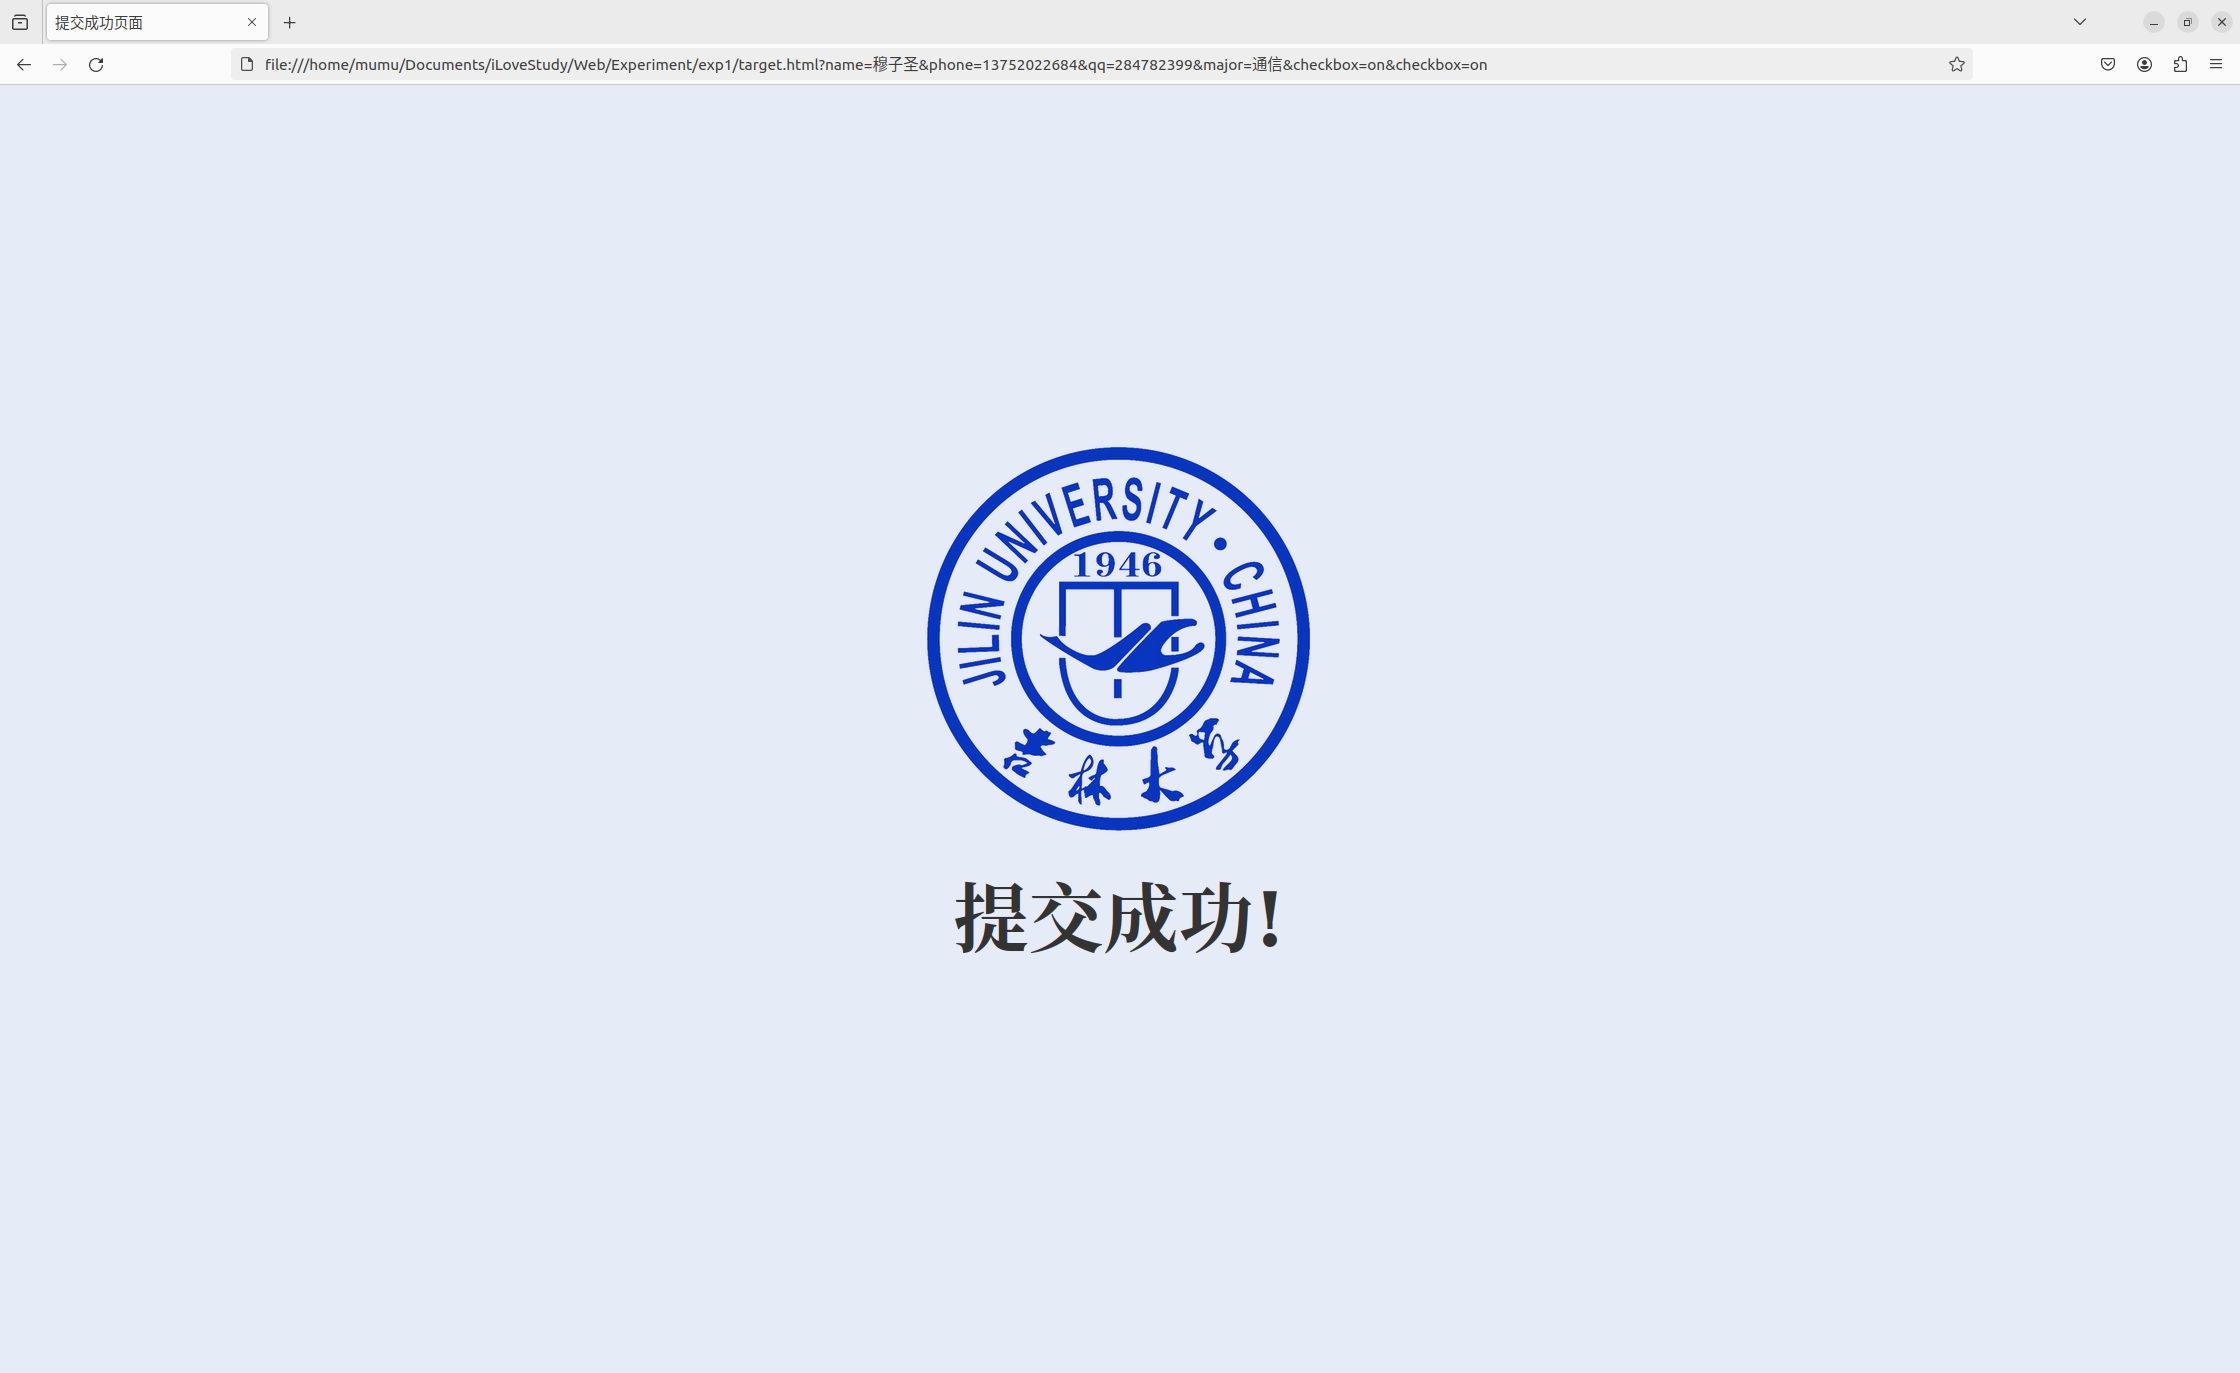 提交成功页面
file:///home/mumu/Documents/iLoveStudy/Web/Experiment/exp1/target.html?name=穆子圣&phone=13752022684&qq=284782399&major=通信&checkbox=on&checkbox=on
JILIN UNIVERSITY • CHINA
1946
吉林大学
提交成功!